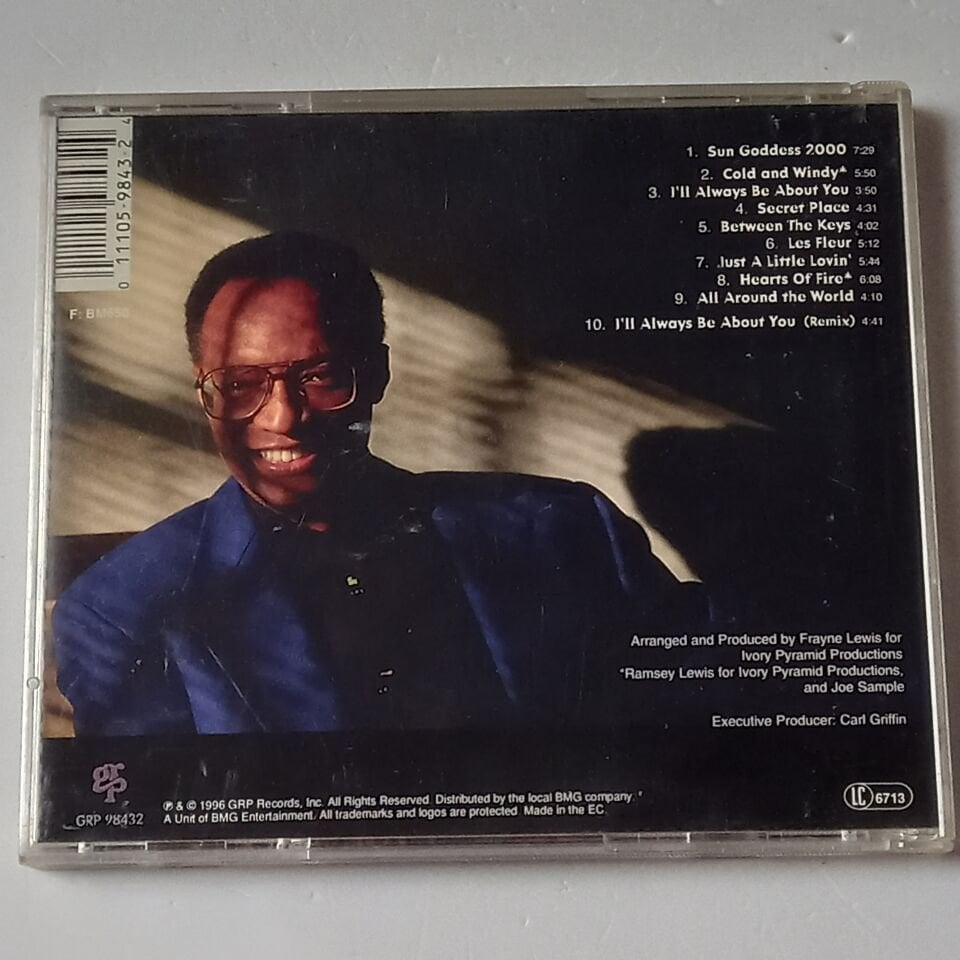 0 11105-9843-2 4
F: BM650
1. Sun Goddess 2000 7:29
2. Cold and Windy* 5:50
3. I'll Always Be About You 3:50
4. Secret Place 4:31
5. Between The Keys 4:02
6. Les Fleur 5:12
7. Just A Little Lovin' 5:44
8. Hearts Of Fire* 6:08
9. All Around the World 4:10
10. I'll Always Be About You (Remix) 4:41
Arranged and Produced by Frayne Lewis for
Ivory Pyramid Productions
*Ramsey Lewis for Ivory Pyramid Productions,
and Joe Sample
Executive Producer: Carl Griffin
grp
GRP 98432
℗ & © 1996 GRP Records, Inc. All Rights Reserved. Distributed by the local BMG company.
A Unit of BMG Entertainment. All trademarks and logos are protected. Made in the EC.
LC 6713